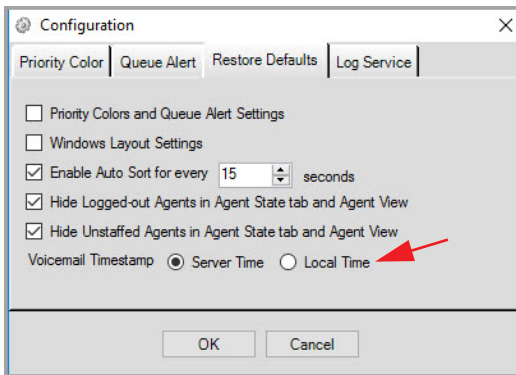 Configuration
Priority Color Queue Alert Restore Defaults Log Service
Priority Colors and Queue Alert Settings
Windows Layout Settings
Enable Auto Sort for every 15 seconds
Hide Logged-out Agents in Agent State tab and Agent View
Hide Unstaffed Agents in Agent State tab and Agent View
Voicemail Timestamp Server Time Local Time
OK Cancel